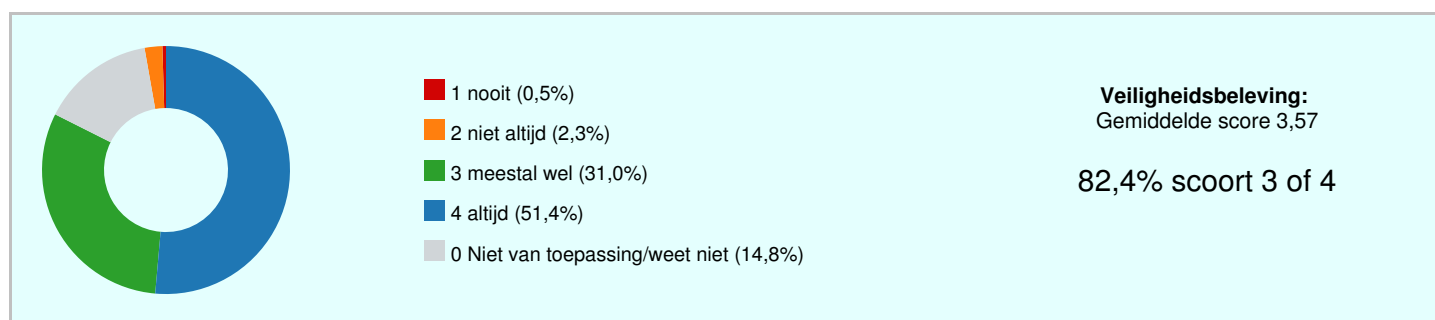 1 nooit (0,5%)
2 niet altijd (2,3%)
3 meestal wel (31,0%)
4 altijd (51,4%)
0 Niet van toepassing/weet niet (14,8%)
Veiligheidsbeleving:
Gemiddelde score 3,57
82,4% scoort 3 of 4